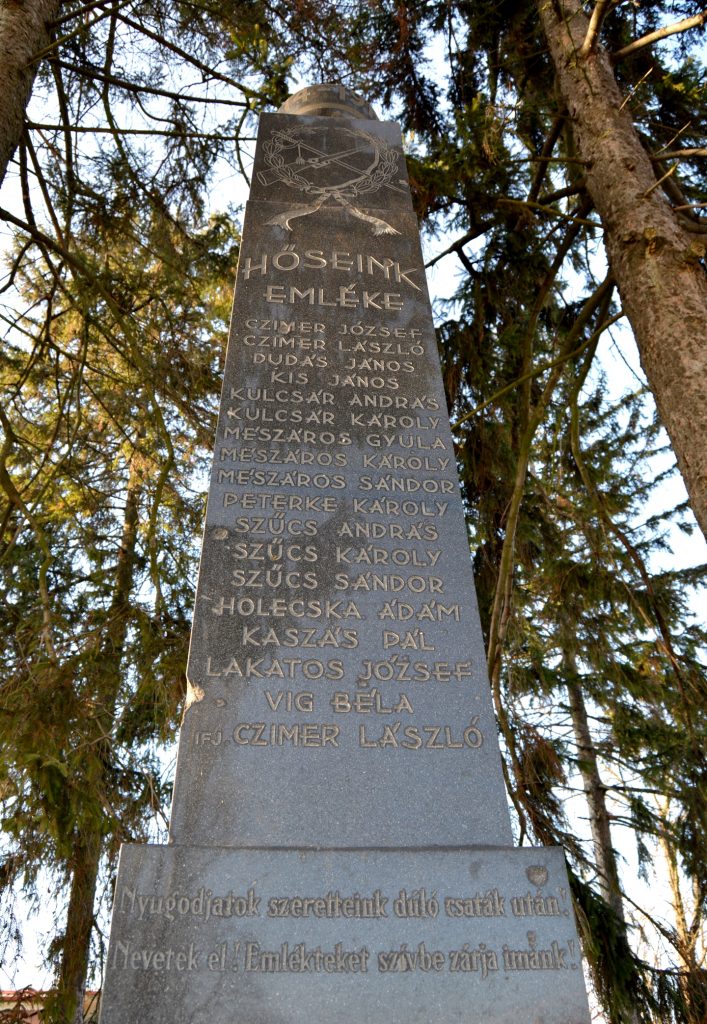 HŐSEINK
EMLÉKE
CZIMER JÓZSEF
CZIMER LÁSZLÓ
DUDÁS JÁNOS
KIS JÁNOS
KULCSÁR ANDRÁS
KULCSÁR KÁROLY
MÉSZÁROS GYULA
MÉSZÁROS KÁROLY
MÉSZÁROS SÁNDOR
PETERKE KÁROLY
SZŰCS ANDRÁS
SZŰCS KÁROLY
SZŰCS SÁNDOR
HOLECSKA ÁDÁM
KASZÁS PÁL
LAKATOS JÓZSEF
VIG BÉLA
IFJ. CZIMER LÁSZLÓ
Nyugodjatok szeretteink dúló csaták után!
Nevetek él! Emlékteket szívbe zárja imánk!